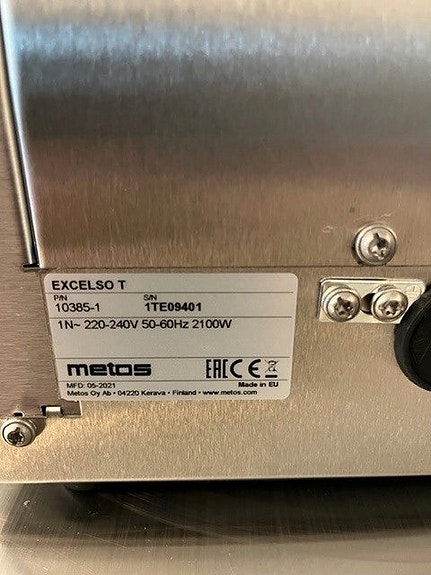 EXCELSO T
P/N S/N
10385-1 1TE09401
1N~ 220-240V 50-60Hz 2100W
metos EAC CE
MFD: 05-2021 Made in EU
Metos Oy Ab • 04220 Kerava • Finland • www.metos.com